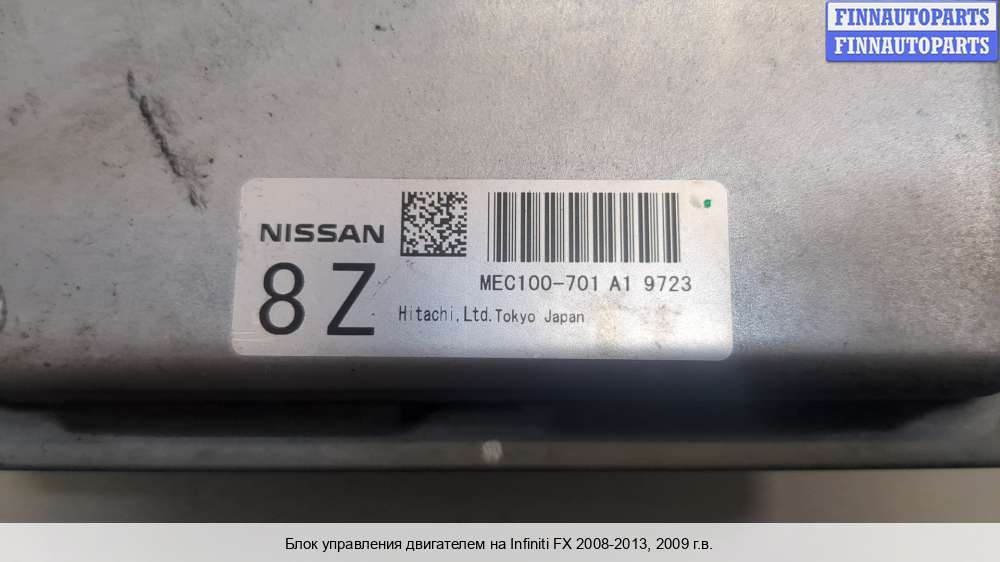 FINNAUTOPARTS
FINNAUTOPARTS
NISSAN
8Z
MEC100-701 A1 9723
Hitachi,Ltd.Tokyo Japan
Блок управления двигателем на Infiniti FX 2008-2013, 2009 г.в.